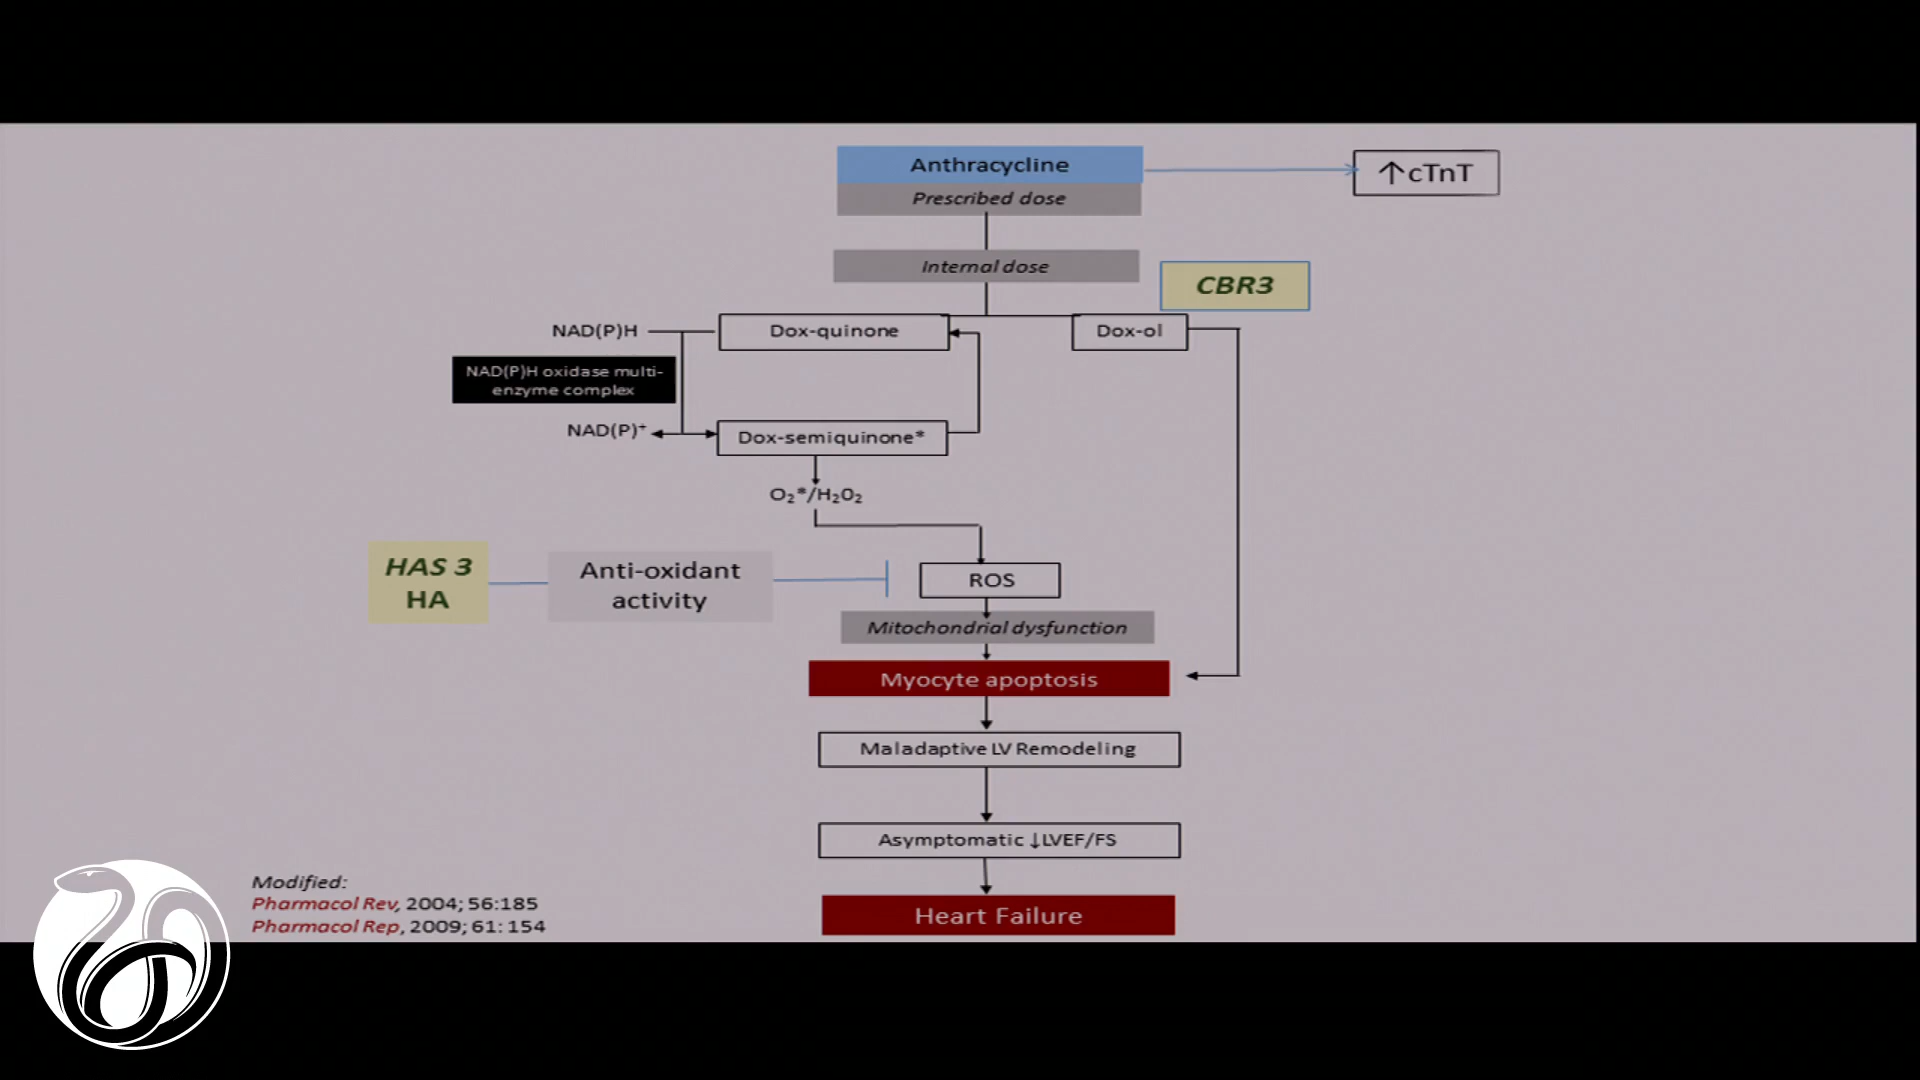 Anthracycline
↑cTnT
Prescribed dose
Internal dose
CBR3
NAD(P)H
Dox-quinone
Dox-ol
NAD(P)H oxidase multi-
enzyme complex
NAD(P)⁺
Dox-semiquinone*
O₂*/H₂0₂
HAS 3
HA
Anti-oxidant
activity
ROS
Mitochondrial dysfunction
Myocyte apoptosis
Maladaptive LV Remodeling
Asymptomatic ↓LVEF/FS
Heart Failure
Modified:
Pharmacol Rev, 2004; 56:185
Pharmacol Rep, 2009; 61: 154